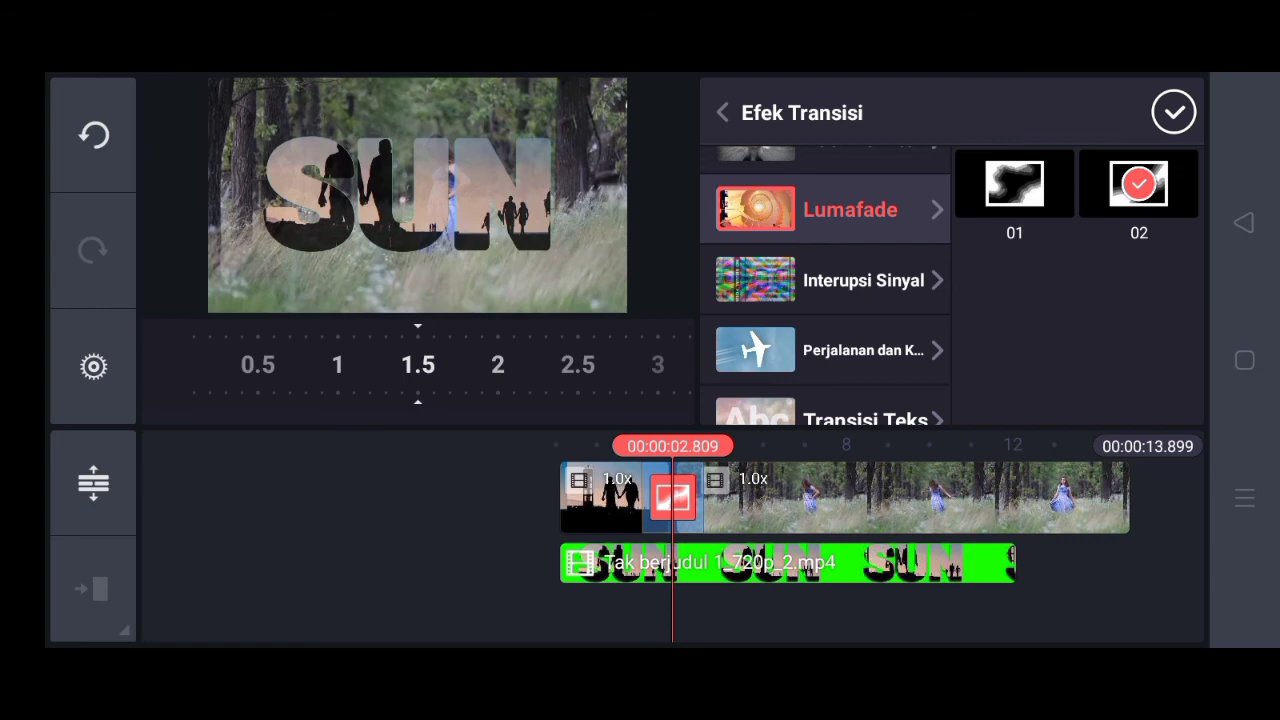 SUN
Efek Transisi
Lumafade
01
02
Interupsi Sinyal
Perjalanan dan K...
Abc
Transisi Teks
0.5
1
1.5
2
2.5
3
00:00:02.809
8
12
00:00:13.899
1.0x
1.0x
SUN
SUN
SUN
Tak berjudul 1_720p_2.mp4